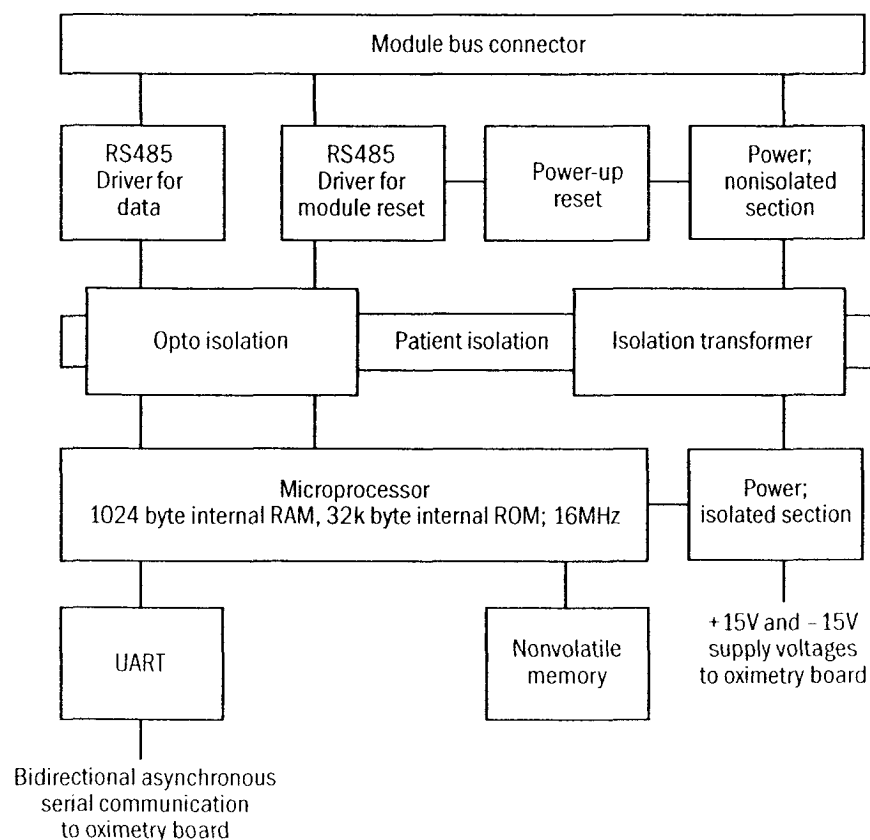 Module bus connector
RS485
Driver for
data
RS485
Driver for
module reset
Power-up
reset
Power;
nonisolated
section
Opto isolation
Patient isolation
Isolation transformer
Microprocessor
1024 byte internal RAM, 32k byte internal ROM; 16MHz
Power;
isolated section
UART
Nonvolatile
memory
+15V and –15V
supply voltages
to oximetry board
Bidirectional asynchronous
serial communication
to oximetry board